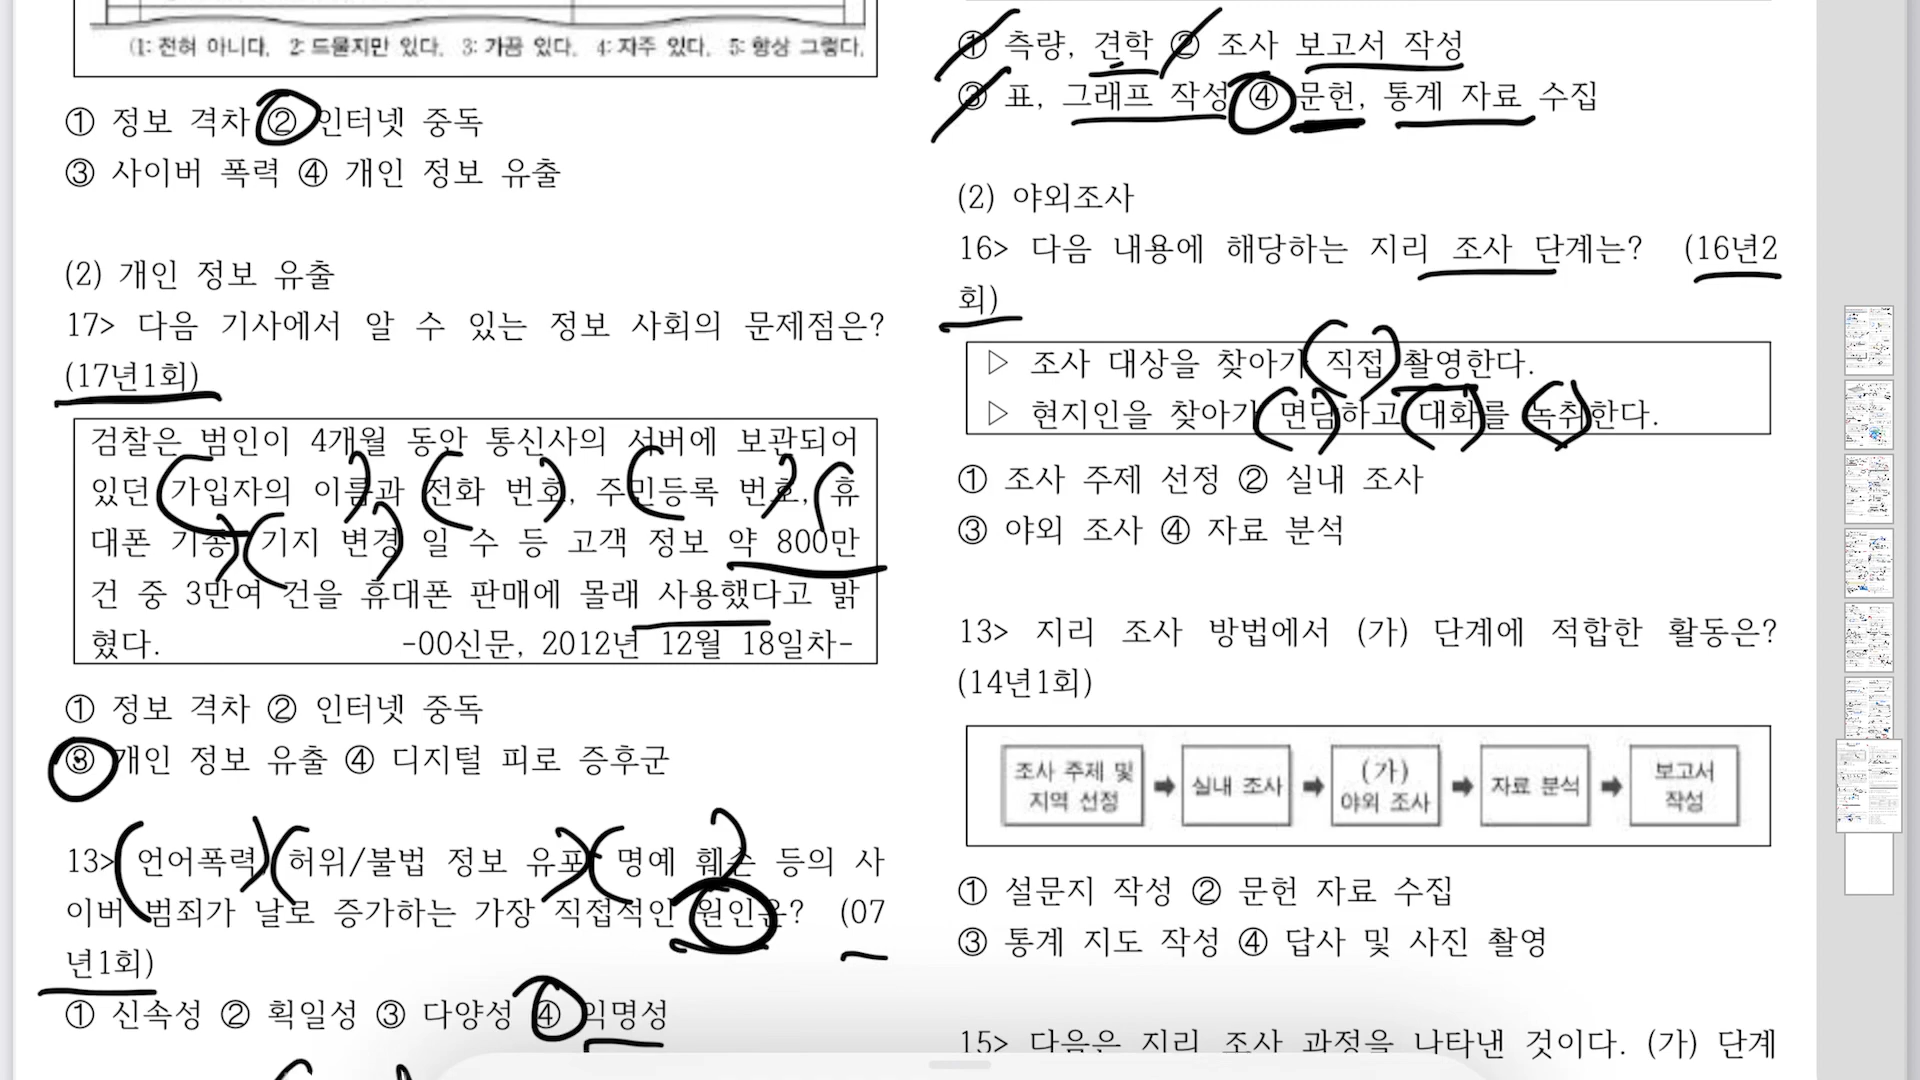 (1: 전혀 아니다. 2: 드물지만 있다. 3: 가끔 있다. 4: 자주 있다. 5: 항상 그렇다.
① 정보 격차 ② 인터넷 중독
③ 사이버 폭력 ④ 개인 정보 유출
(2) 개인 정보 유출
17> 다음 기사에서 알 수 있는 정보 사회의 문제점은?
(17년1회)
검찰은 범인이 4개월 동안 통신사의 서버에 보관되어
있던 가입자의 이름과 전화 번호, 주민등록 번호, 휴
대폰 기종, 기지 변경 일 수 등 고객 정보 약 800만
건 중 3만여 건을 휴대폰 판매에 몰래 사용했다고 밝
혔다. -00신문, 2012년 12월 18일차-
① 정보 격차 ② 인터넷 중독
③ 개인 정보 유출 ④ 디지털 피로 증후군
13> 언어폭력, 허위/불법 정보 유포, 명예 훼손 등의 사
이버 범죄가 날로 증가하는 가장 직접적인 원인은? (07
년1회)
① 신속성 ② 획일성 ③ 다양성 ④ 익명성
① 측량, 견학 ② 조사 보고서 작성
③ 표, 그래프 작성 ④ 문헌, 통계 자료 수집
(2) 야외조사
16> 다음 내용에 해당하는 지리 조사 단계는? (16년2
회)
▷ 조사 대상을 찾아가 직접 촬영한다.
▷ 현지인을 찾아가 면담하고 대화를 녹취한다.
① 조사 주제 선정 ② 실내 조사
③ 야외 조사 ④ 자료 분석
13> 지리 조사 방법에서 (가) 단계에 적합한 활동은?
(14년1회)
조사 주제 및
지역 선정
➡ 실내 조사 ➡
(가)
야외 조사
➡ 자료 분석 ➡
보고서
작성
① 설문지 작성 ② 문헌 자료 수집
③ 통계 지도 작성 ④ 답사 및 사진 촬영
15> 다음은 지리 조사 과정을 나타낸 것이다. (가) 단계